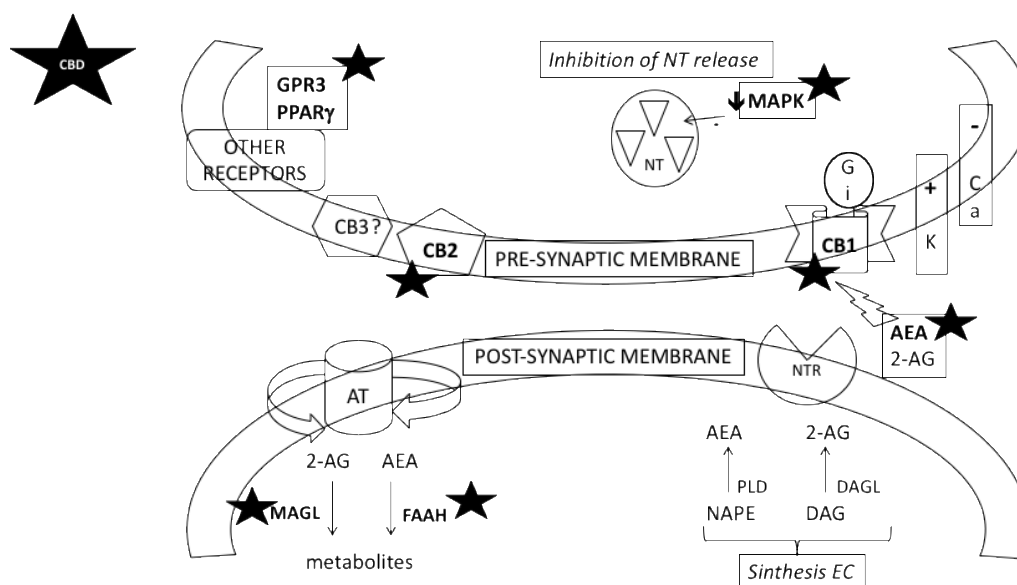 CBD
GPR3
PPARγ
OTHER
RECEPTORS
CB3?
CB2
PRE-SYNAPTIC MEMBRANE
Inhibition of NT release
MAPK
NT
-
G
i
CB1
+
K
-
C
a
AEA
2-AG
POST-SYNAPTIC MEMBRANE
NTR
AT
2-AG AEA
MAGL FAAH
metabolites
AEA 2-AG
PLD DAGL
NAPE DAG
Sinthesis EC